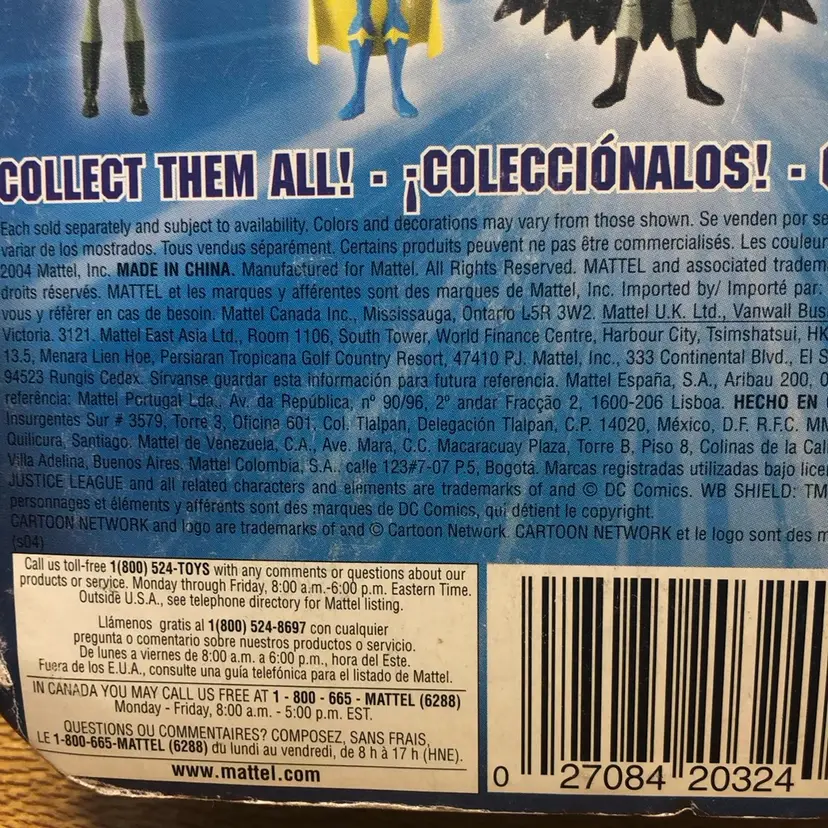 COLLECT THEM ALL! - ¡COLECCIÓNALOS! -
Each sold separately and subject to availability. Colors and decorations may vary from those shown. Se venden por se
variar de los mostrados. Tous vendus séparément. Certains produits peuvent ne pas être commercialisés. Les couleur
2004 Mattel, Inc. MADE IN CHINA. Manufactured for Mattel. All Rights Reserved. MATTEL and associated tradem
droits réservés. MATTEL et les marques y afférentes sont des marques de Mattel, Inc. Imported by/ Importé par:
vous y référer en cas de besoin. Mattel Canada Inc., Mississauga, Ontario L5R 3W2. Mattel U.K. Ltd., Vanwall Bus
Victoria. 3121. Mattel East Asia Ltd., Room 1106, South Tower, World Finance Centre, Harbour City, Tsimshatsui, HK
13.5, Menara Lien Hoe, Persiaran Tropicana Golf Country Resort, 47410 PJ. Mattel, Inc., 333 Continental Blvd., El S
94523 Rungis Cedex. Sírvanse guardar esta información para futura referencia. Mattel España, S.A., Aribau 200, 0
referência: Mattel Portugal Lda., Av. da República, nº 90/96, 2º andar Fracção 2, 1600-206 Lisboa. HECHO EN
Insurgentes Sur # 3579, Torre 3, Oficina 601, Col. Tlalpan, Delegación Tlalpan, C.P. 14020, México, D.F. R.F.C. MM
Quilicura, Santiago. Mattel de Venezuela, C.A., Ave. Mara, C.C. Macaracuay Plaza, Torre B, Piso 8, Colinas de la Cali
Villa Adelina, Buenos Aires. Mattel Colombia, S.A., calle 123#7-07 P.5, Bogotá. Marcas registradas utilizadas bajo licen
JUSTICE LEAGUE and all related characters and elements are trademarks of and © DC Comics. WB SHIELD: TM
personnages et éléments y afférents sont des marques de DC Comics, qui détient le copyright.
CARTOON NETWORK and logo are trademarks of and © Cartoon Network. CARTOON NETWORK et le logo sont des m
(s04)
Call us toll-free 1(800) 524-TOYS with any comments or questions about our
products or service. Monday through Friday, 8:00 a.m.-6:00 p.m. Eastern Time.
Outside U.S.A., see telephone directory for Mattel listing.
Llámenos gratis al 1(800) 524-8697 con cualquier
pregunta o comentario sobre nuestros productos o servicio.
De lunes a viernes de 8:00 a.m. a 6:00 p.m., hora del Este.
Fuera de los E.U.A., consulte una guía telefónica para el listado de Mattel.
IN CANADA YOU MAY CALL US FREE AT 1 - 800 - 665 - MATTEL (6288)
Monday - Friday, 8:00 a.m. - 5:00 p.m. EST.
QUESTIONS OU COMMENTAIRES? COMPOSEZ, SANS FRAIS,
LE 1-800-665-MATTEL (6288) du lundi au vendredi, de 8 h à 17 h (HNE).
www.mattel.com
0 27084 20324